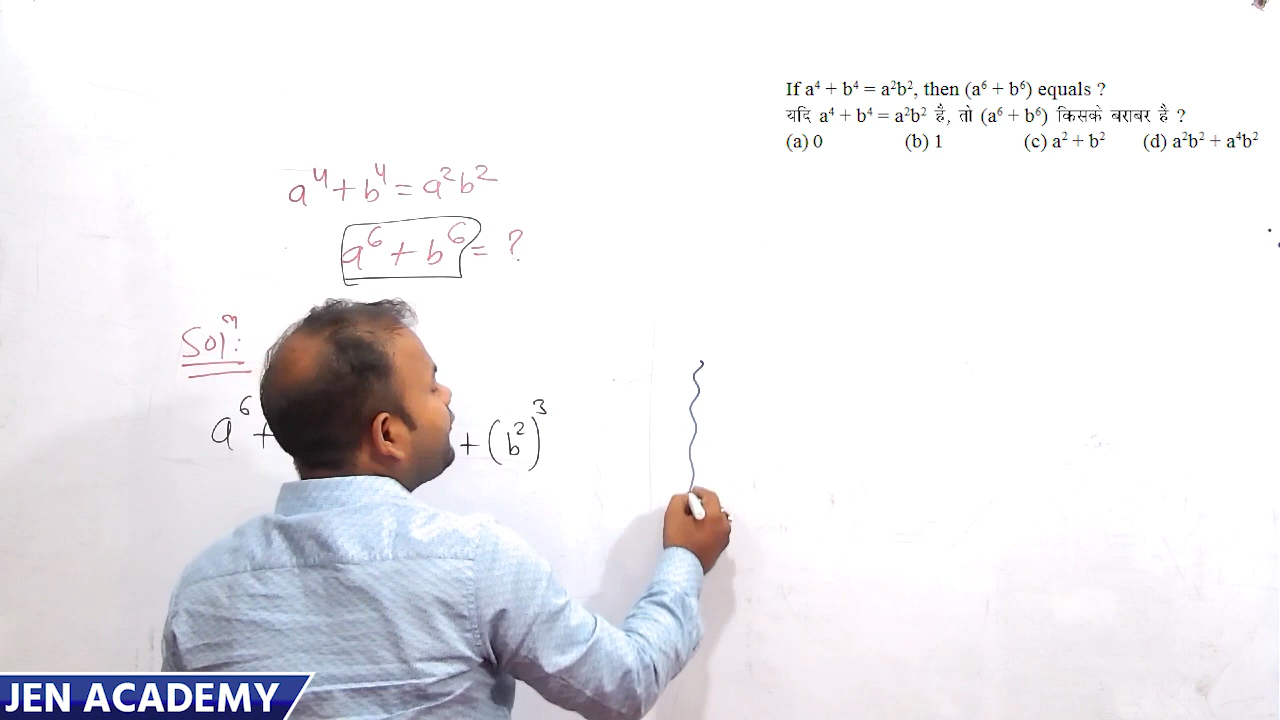 If a⁴ + b⁴ = a²b², then (a⁶ + b⁶) equals ?
यदि a⁴ + b⁴ = a²b² है, तो (a⁶ + b⁶) किसके बराबर है ?
(a) 0 (b) 1 (c) a² + b² (d) a²b² + a⁴b²
a⁴ + b⁴ = a²b²
a⁶ + b⁶ = ?
Solⁿ:
a⁶ + + (b²)³
JEN ACADEMY